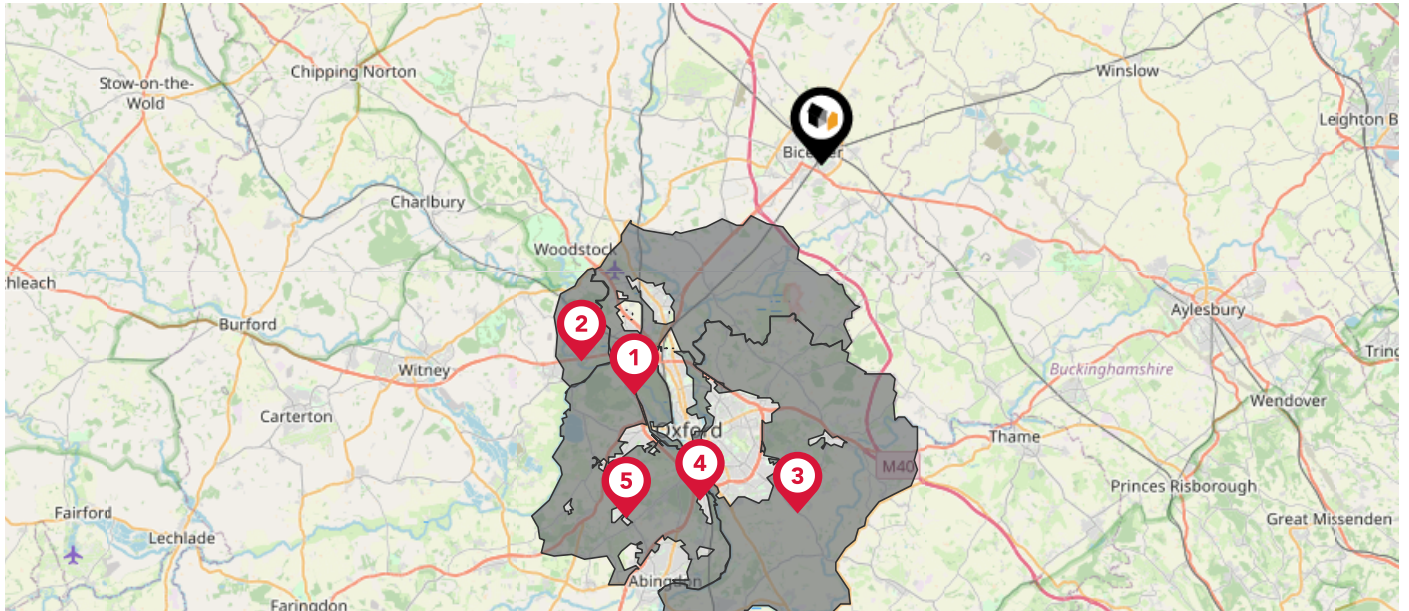 Chipping Norton
Winslow
Stow-on-the-
Wold
Leighton B
Charlbury
Woodstock
hleach
Aylesbury
Burford
2
Tring
1
Witney
Buckinghamshire
Carterton
Wendover
Oxford
Thame
4
M40
3
5
Princes Risborough
Fairford
Great Missenden
Lechlade
Abingdon
Faringdon